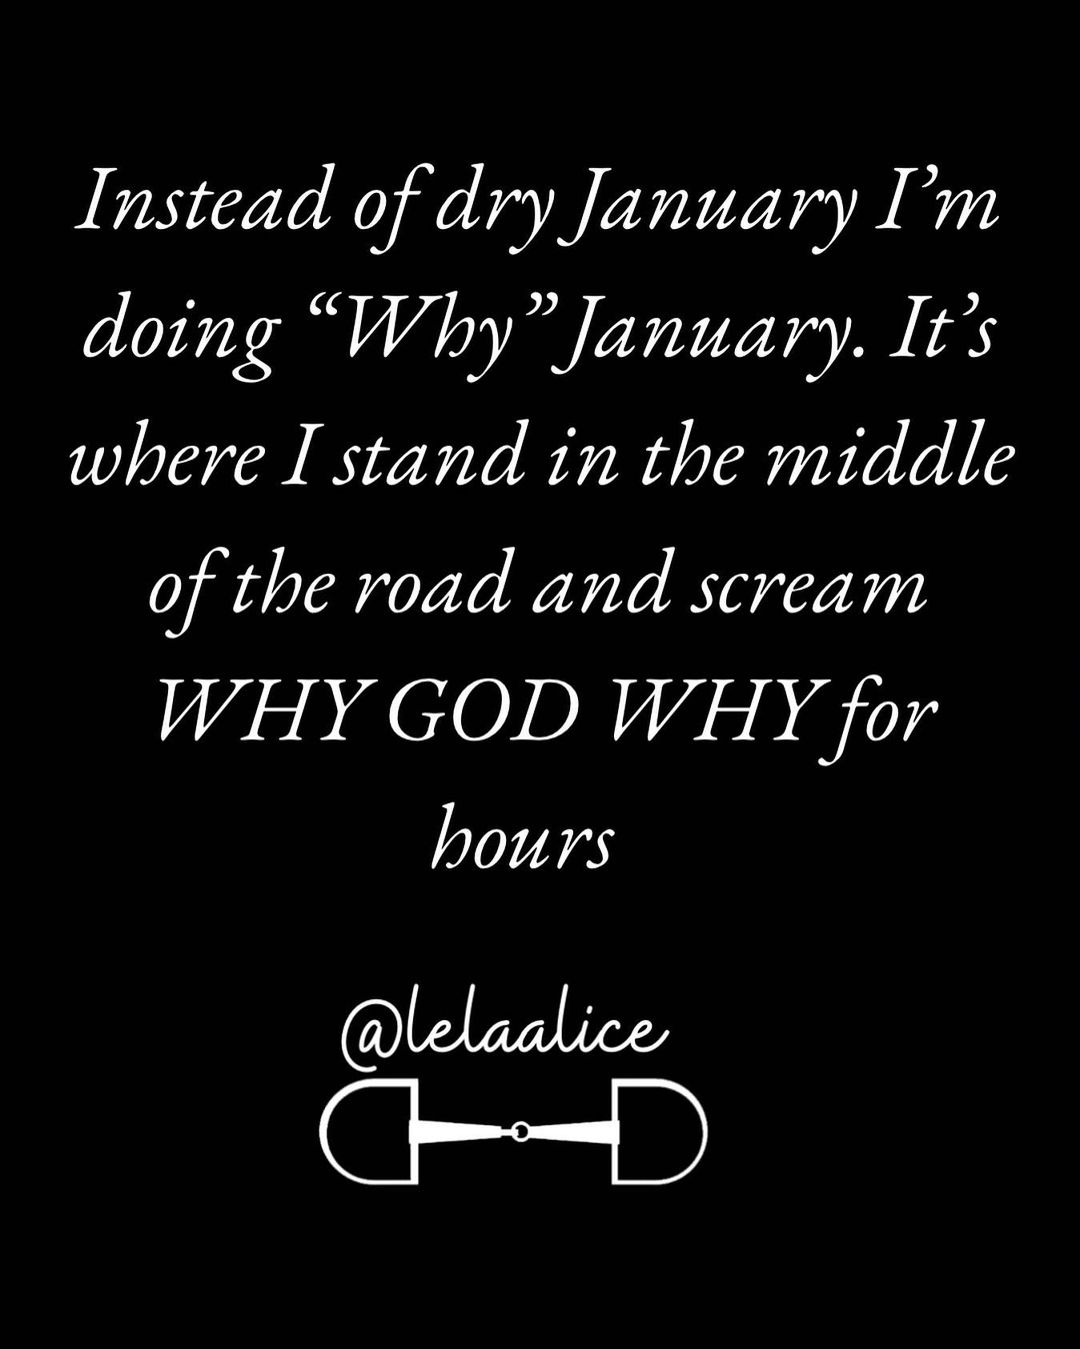 Instead of dry January I’m
doing “Why” January. It’s
where I stand in the middle
of the road and scream
WHY GOD WHY for
hours
@lelaalice